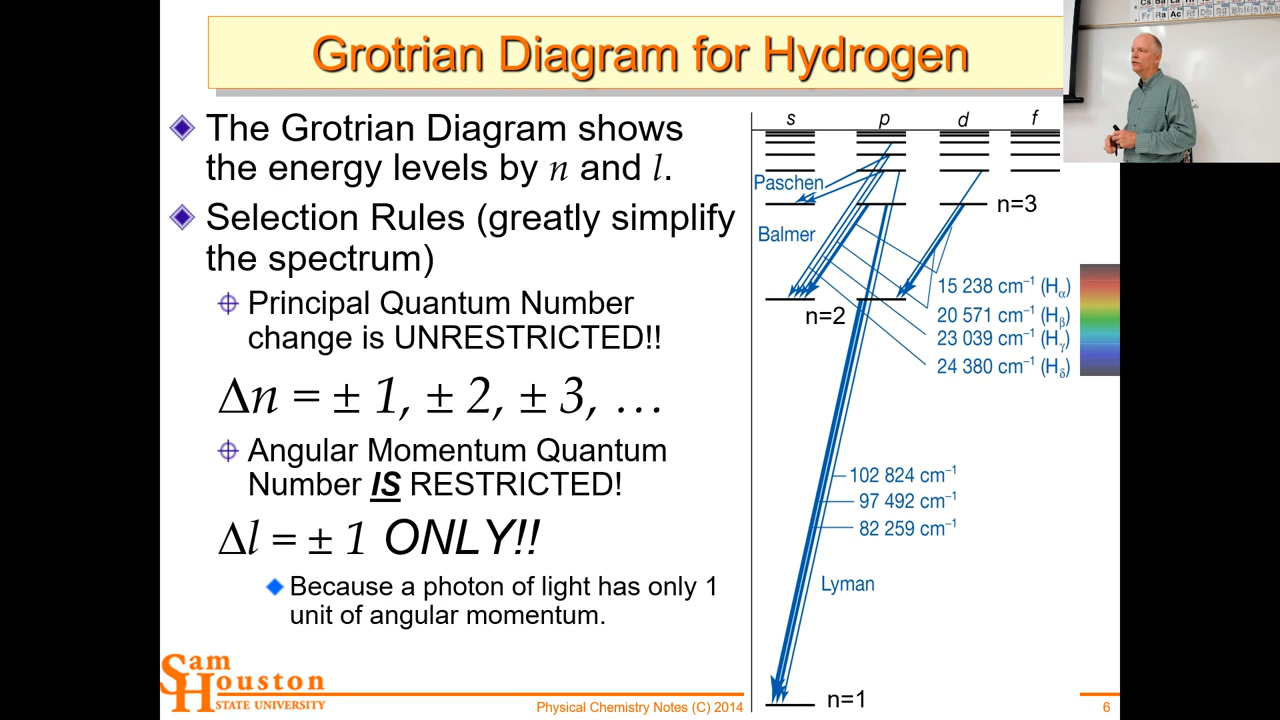 Grotrian Diagram for Hydrogen
The Grotrian Diagram shows
the energy levels by n and l.
Selection Rules (greatly simplify
the spectrum)
Principal Quantum Number
change is UNRESTRICTED!!
Δn = ± 1, ± 2, ± 3, …
Angular Momentum Quantum
Number IS RESTRICTED!
Δl = ± 1 ONLY!!
Because a photon of light has only 1
unit of angular momentum.
s p d f
Paschen
n=3
Balmer
15 238 cm⁻¹ (Hα)
n=2
20 571 cm⁻¹ (Hβ)
23 039 cm⁻¹ (Hγ)
24 380 cm⁻¹ (Hδ)
102 824 cm⁻¹
97 492 cm⁻¹
82 259 cm⁻¹
Lyman
n=1
Sam
Houston
STATE UNIVERSITY
Physical Chemistry Notes (C) 2014
6
Fr Ra Ac